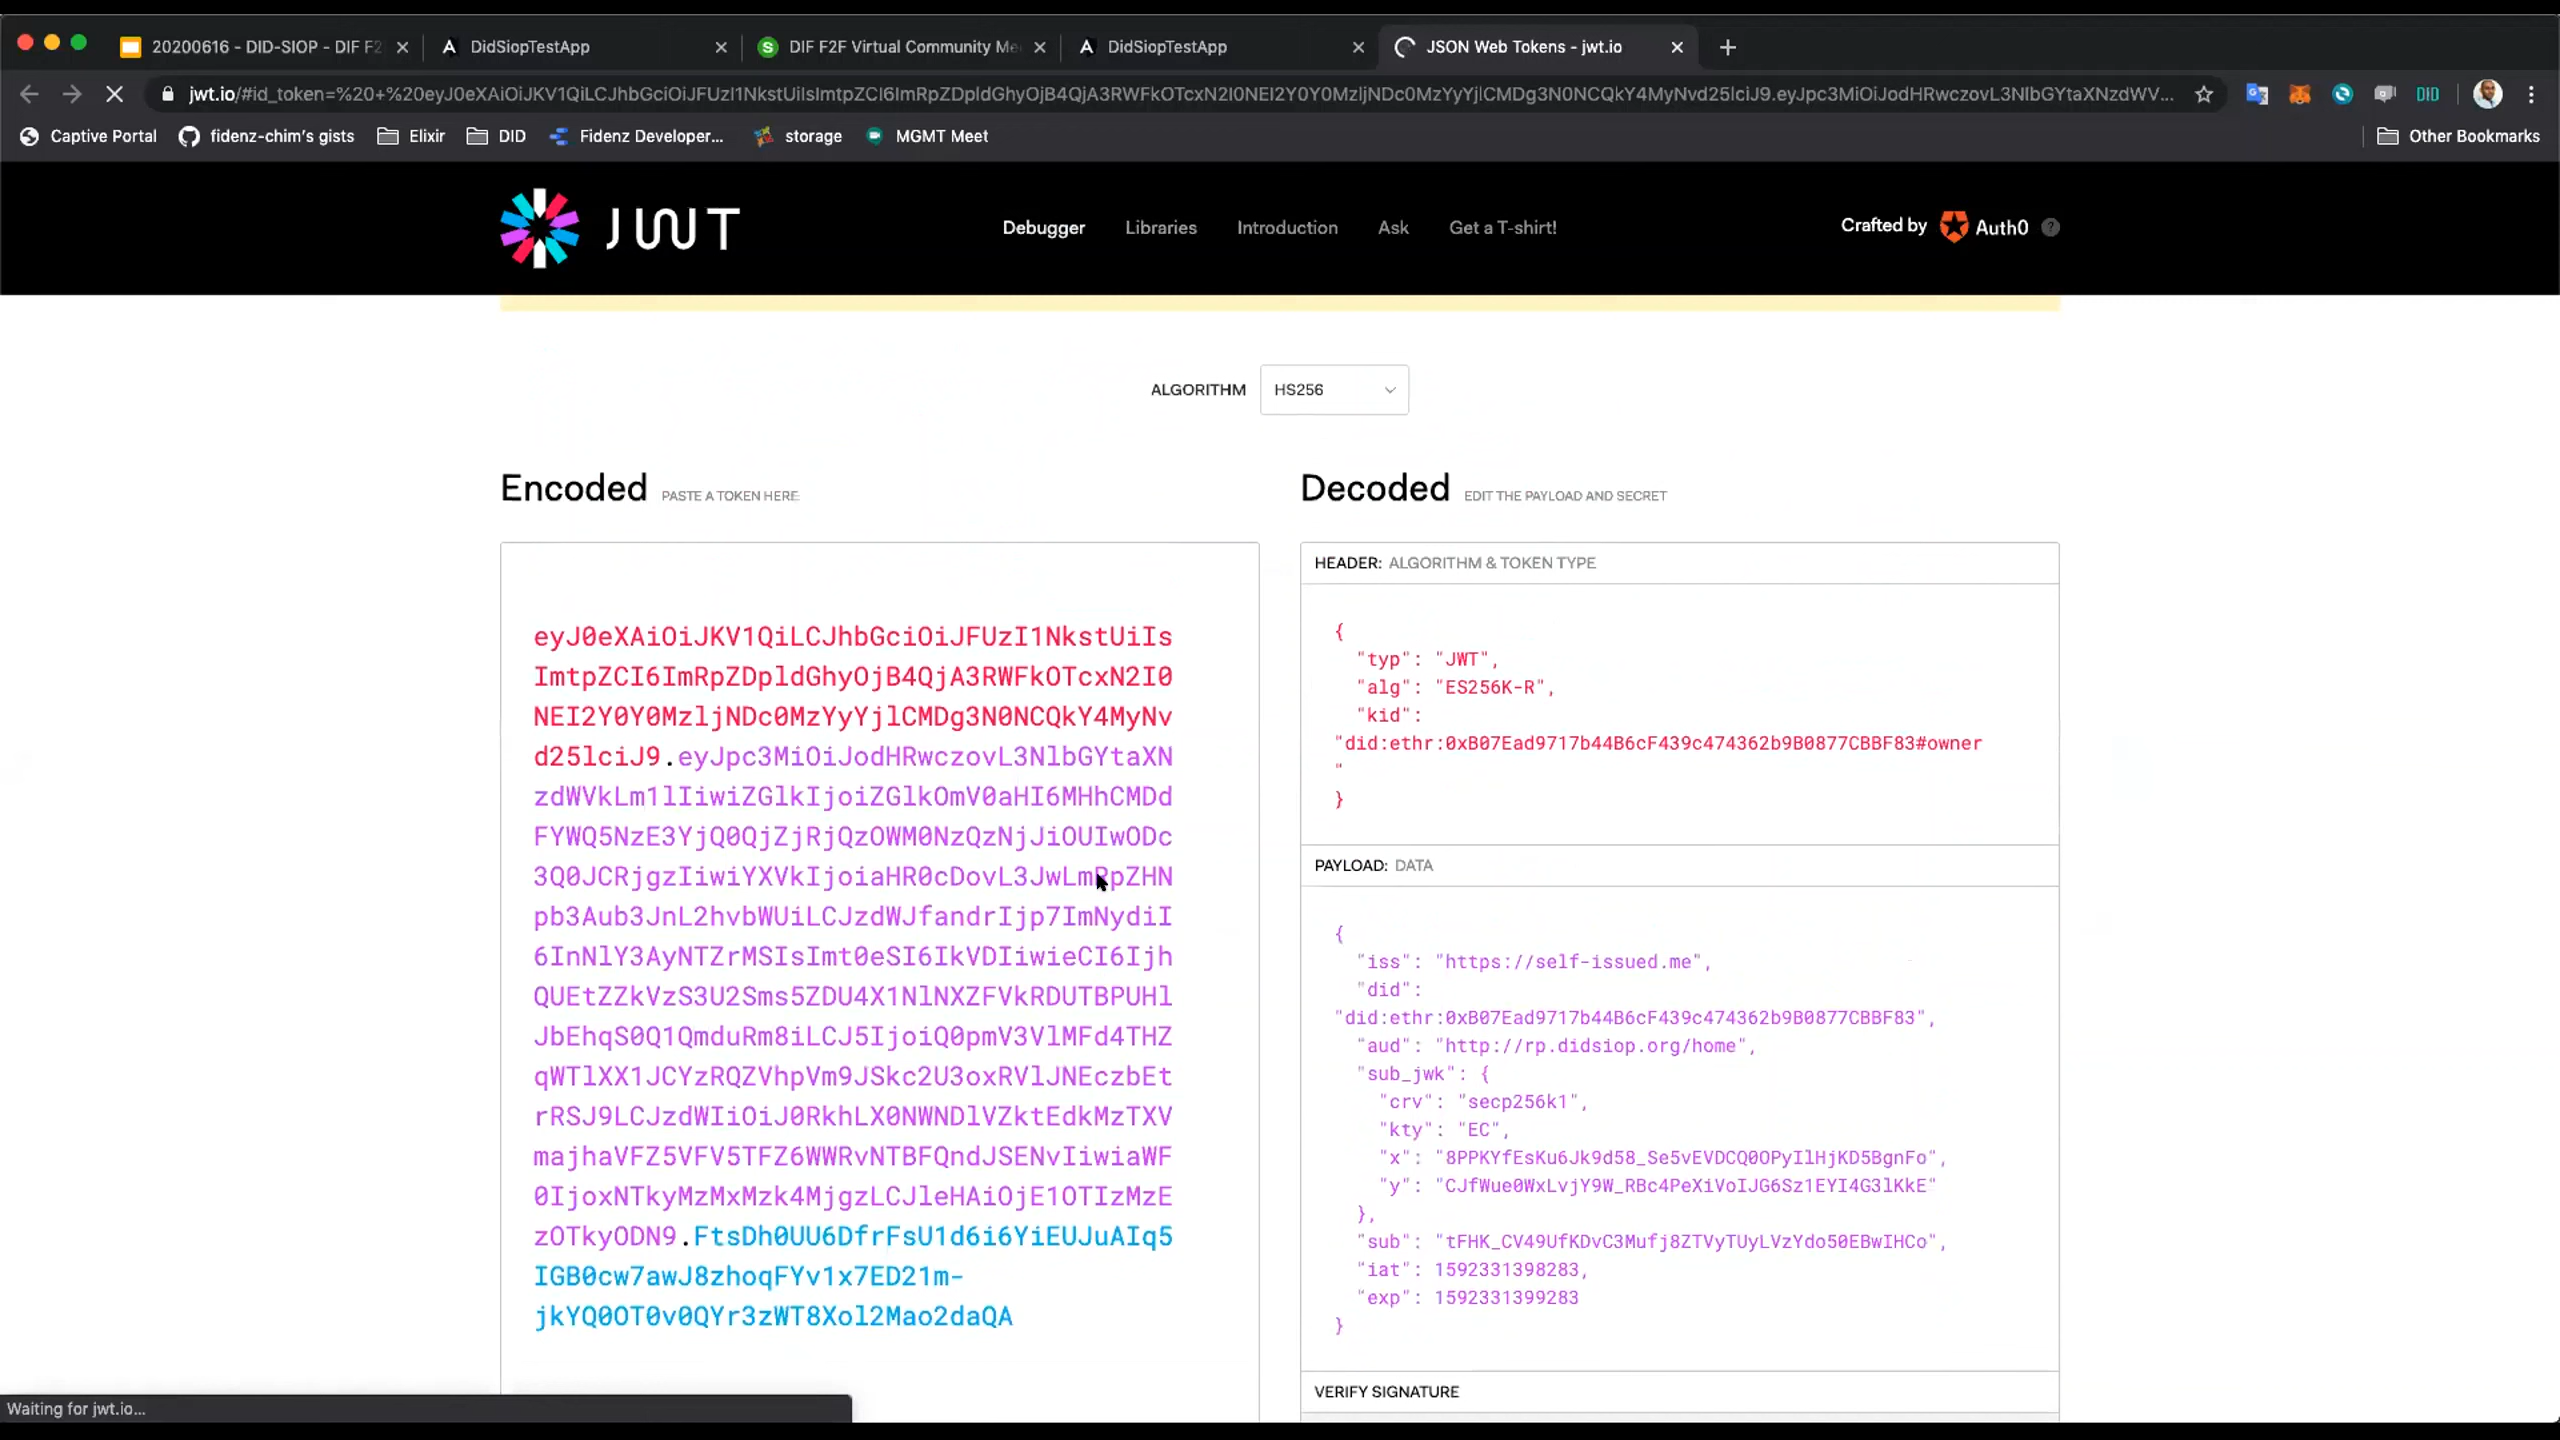 20200616 - DID-SIOP - DIF F2
DidSiopTestApp
DIF F2F Virtual Community Me
DidSiopTestApp
JSON Web Tokens - jwt.io
jwt.io/#id_token=%20+%20eyJ0eXAiOiJKV1QiLCJhbGciOiJFUzI1NkstUiIsImtpZCI6ImRpZDpldGhyOjB4QjA3RWFkOTcxN2I0NEI2Y0Y0MzljNDc0MzYyYjlCMDg3N0NCQkY4MyNvd25lciJ9.eyJpc3MiOiJodHRwczovL3NlbGYtaXNzdWV...
DID
Captive Portal
fidenz-chim's gists
Elixir
DID
Fidenz Developer...
storage
MGMT Meet
Other Bookmarks
JWT
Debugger
Libraries
Introduction
Ask
Get a T-shirt!
Crafted by
Auth0
?
ALGORITHM
HS256
Encoded PASTE A TOKEN HERE
eyJ0eXAiOiJKV1QiLCJhbGciOiJFUzI1NkstUiIs
ImtpZCI6ImRpZDpldGhyOjB4QjA3RWFkOTcxN2I0
NEI2Y0Y0MzljNDc0MzYyYjlCMDg3N0NCQkY4MyNv
d25lciJ9.eyJpc3MiOiJodHRwczovL3NlbGYtaXN
zdWVkLm1lIiwiZGlkIjoiZGlkOmV0aHI6MHhCMDd
FYWQ5NzE3YjQ0QjZjRjQzOWM0NzQzNjJiOUIwODc
3Q0JCRjgzIiwiYXVkIjoiaHR0cDovL3JwLmRpZHN
pb3Aub3JnL2hvbWUiLCJzdWJfandrIjp7ImNydiI
6InNlY3AyNTZrMSIsImt0eSI6IkVDIiwieCI6Ijh
QUEtZZkVzS3U2Sms5ZDU4X1NlNXZFVkRDUTBPUHl
JbEhqS0Q1QmduRm8iLCJ5IjoiQ0pmV3VlMFd4THZ
qWTlXX1JCYzRQZVhpVm9JSkc2U3oxRVlJNEczbEt
rRSJ9LCJzdWIiOiJ0RkhLX0NWNDlVZktEdkMzTXV
majhaVFZ5VFV5TFZ6WWRvNTBFQndJSENvIiwiaWF
0IjoxNTkyMzMxMzk4MjgzLCJleHAiOjE1OTIzMzE
zOTkyODN9.FtsDh0UU6DfrFsU1d6i6YiEUJuAIq5
IGB0cw7awJ8zhoqFYv1x7ED21m-
jkYQ0OT0v0QYr3zWT8Xol2Mao2daQA
Decoded EDIT THE PAYLOAD AND SECRET
HEADER: ALGORITHM & TOKEN TYPE
{
"typ": "JWT",
"alg": "ES256K-R",
"kid":
"did:ethr:0xB07Ead9717b44B6cF439c474362b9B0877CBBF83#owner
"
}
PAYLOAD: DATA
{
"iss": "https://self-issued.me",
"did":
"did:ethr:0xB07Ead9717b44B6cF439c474362b9B0877CBBF83",
"aud": "http://rp.didsiop.org/home",
"sub_jwk": {
"crv": "secp256k1",
"kty": "EC",
"x": "8PPKYfEsKu6Jk9d58_Se5vEVDCQ0OPyIlHjKD5BgnFo",
"y": "CJfWue0WxLvjY9W_RBc4PeXiVoIJG6Sz1EYI4G3lKkE"
},
"sub": "tFHK_CV49UfKDvC3Mufj8ZTVyTUyLVzYdo50EBwIHCo",
"iat": 1592331398283,
"exp": 1592331399283
}
VERIFY SIGNATURE
Waiting for jwt.io...